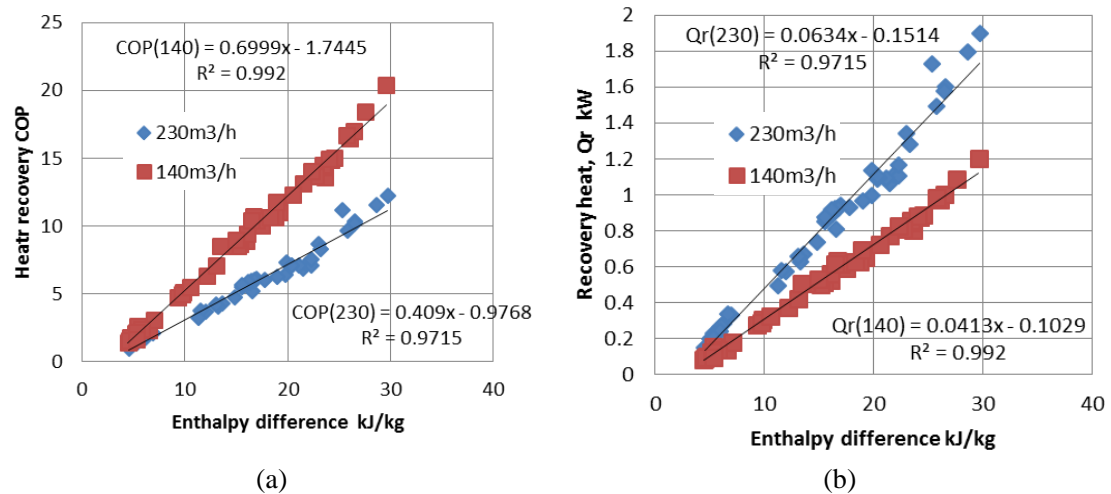 25
20
15
10
5
0
Heatr recovery COP
COP(140) = 0.6999x - 1.7445
R² = 0.992
230m3/h
140m3/h
COP(230) = 0.409x - 0.9768
R² = 0.9715
0 10 20 30 40
Enthalpy difference kJ/kg
(a)
2
1.8
1.6
1.4
1.2
1
0.8
0.6
0.4
0.2
0
Recovery heat, Qr kW
Qr(230) = 0.0634x - 0.1514
R² = 0.9715
230m3/h
140m3/h
Qr(140) = 0.0413x - 0.1029
R² = 0.992
0 10 20 30 40
Enthalpy difference kJ/kg
(b)